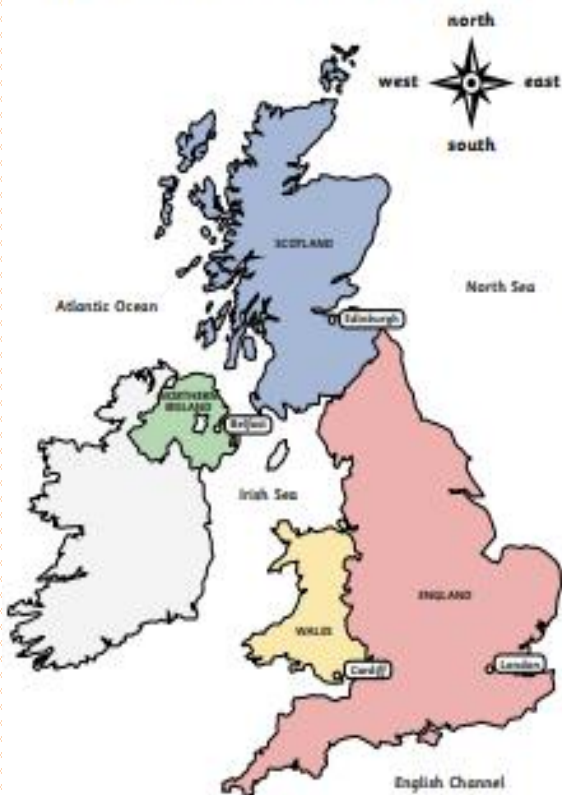 north
west
east
south
SCOTLAND
North Sea
Atlantic Ocean
Edinburgh
NORTHERN
IRELAND
Belfast
Irish Sea
ENGLAND
WALES
Cardiff
London
English Channel